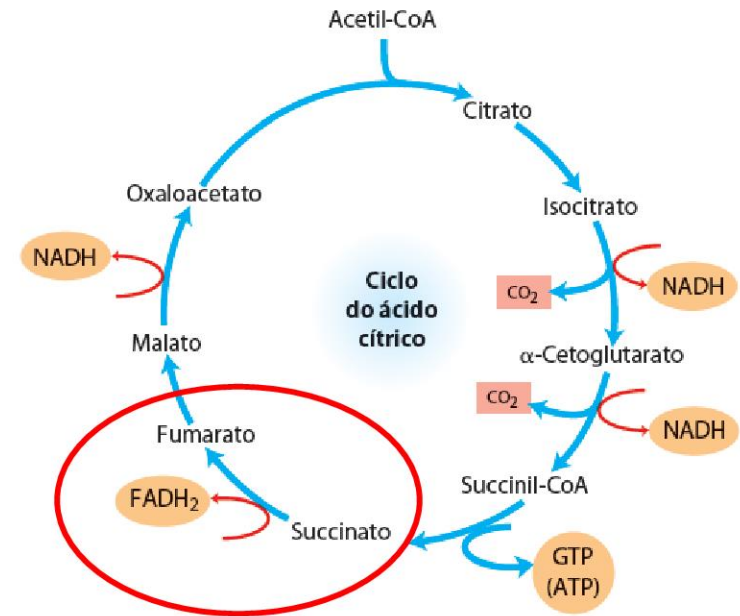 Acetil-CoA
Citrato
Isocitrato
CO₂
NADH
α-Cetoglutarato
CO₂
NADH
Succinil-CoA
GTP
(ATP)
Succinato
FADH₂
Fumarato
Malato
NADH
Oxaloacetato
Ciclo
do ácido
cítrico